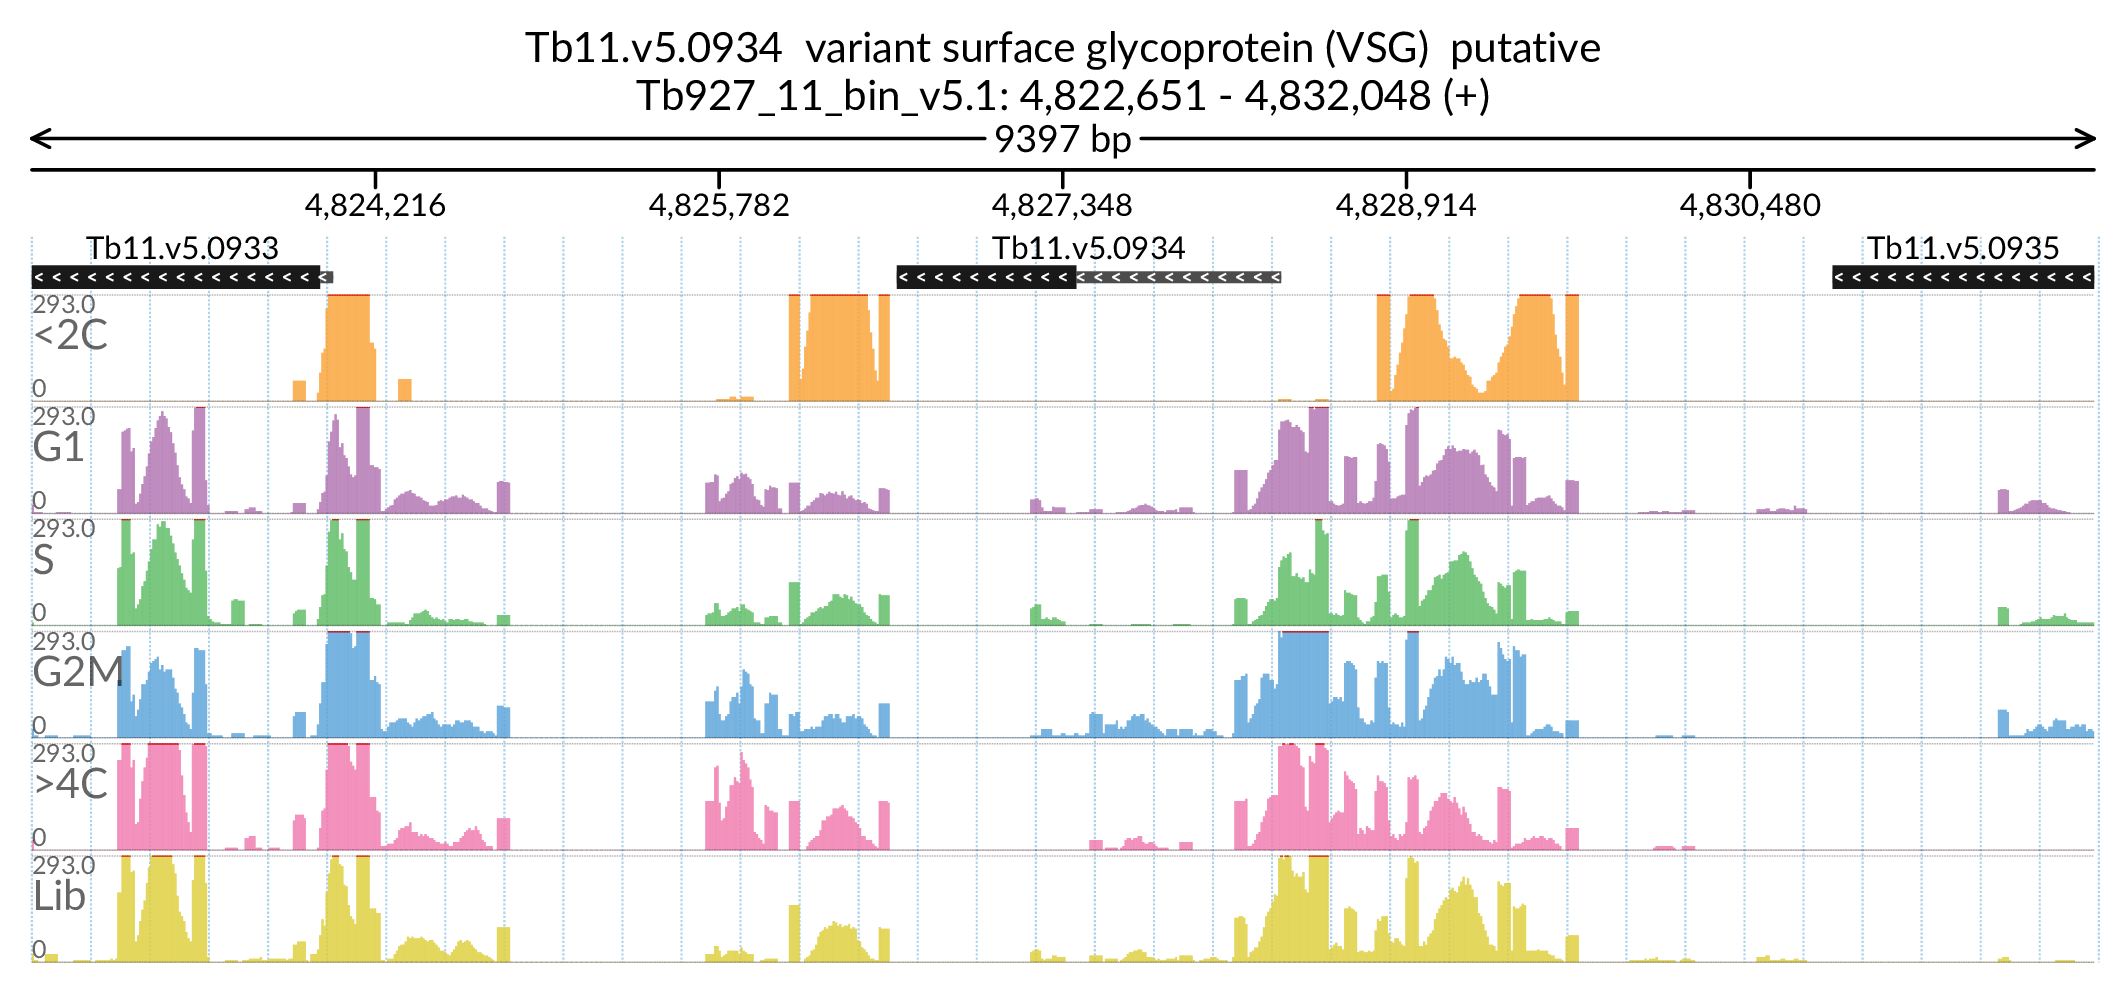 Tb11.v5.0934  variant surface glycoprotein (VSG)  putative
Tb927_11_bin_v5.1: 4,822,651 - 4,832,048 (+)
9397 bp
4,824,216 4,825,782 4,827,348 4,828,914 4,830,480
Tb11.v5.0933 Tb11.v5.0934 Tb11.v5.0935
293.0
<2C
0
293.0
G1
0
293.0
S
0
293.0
G2M
0
293.0
>4C
0
293.0
Lib
0